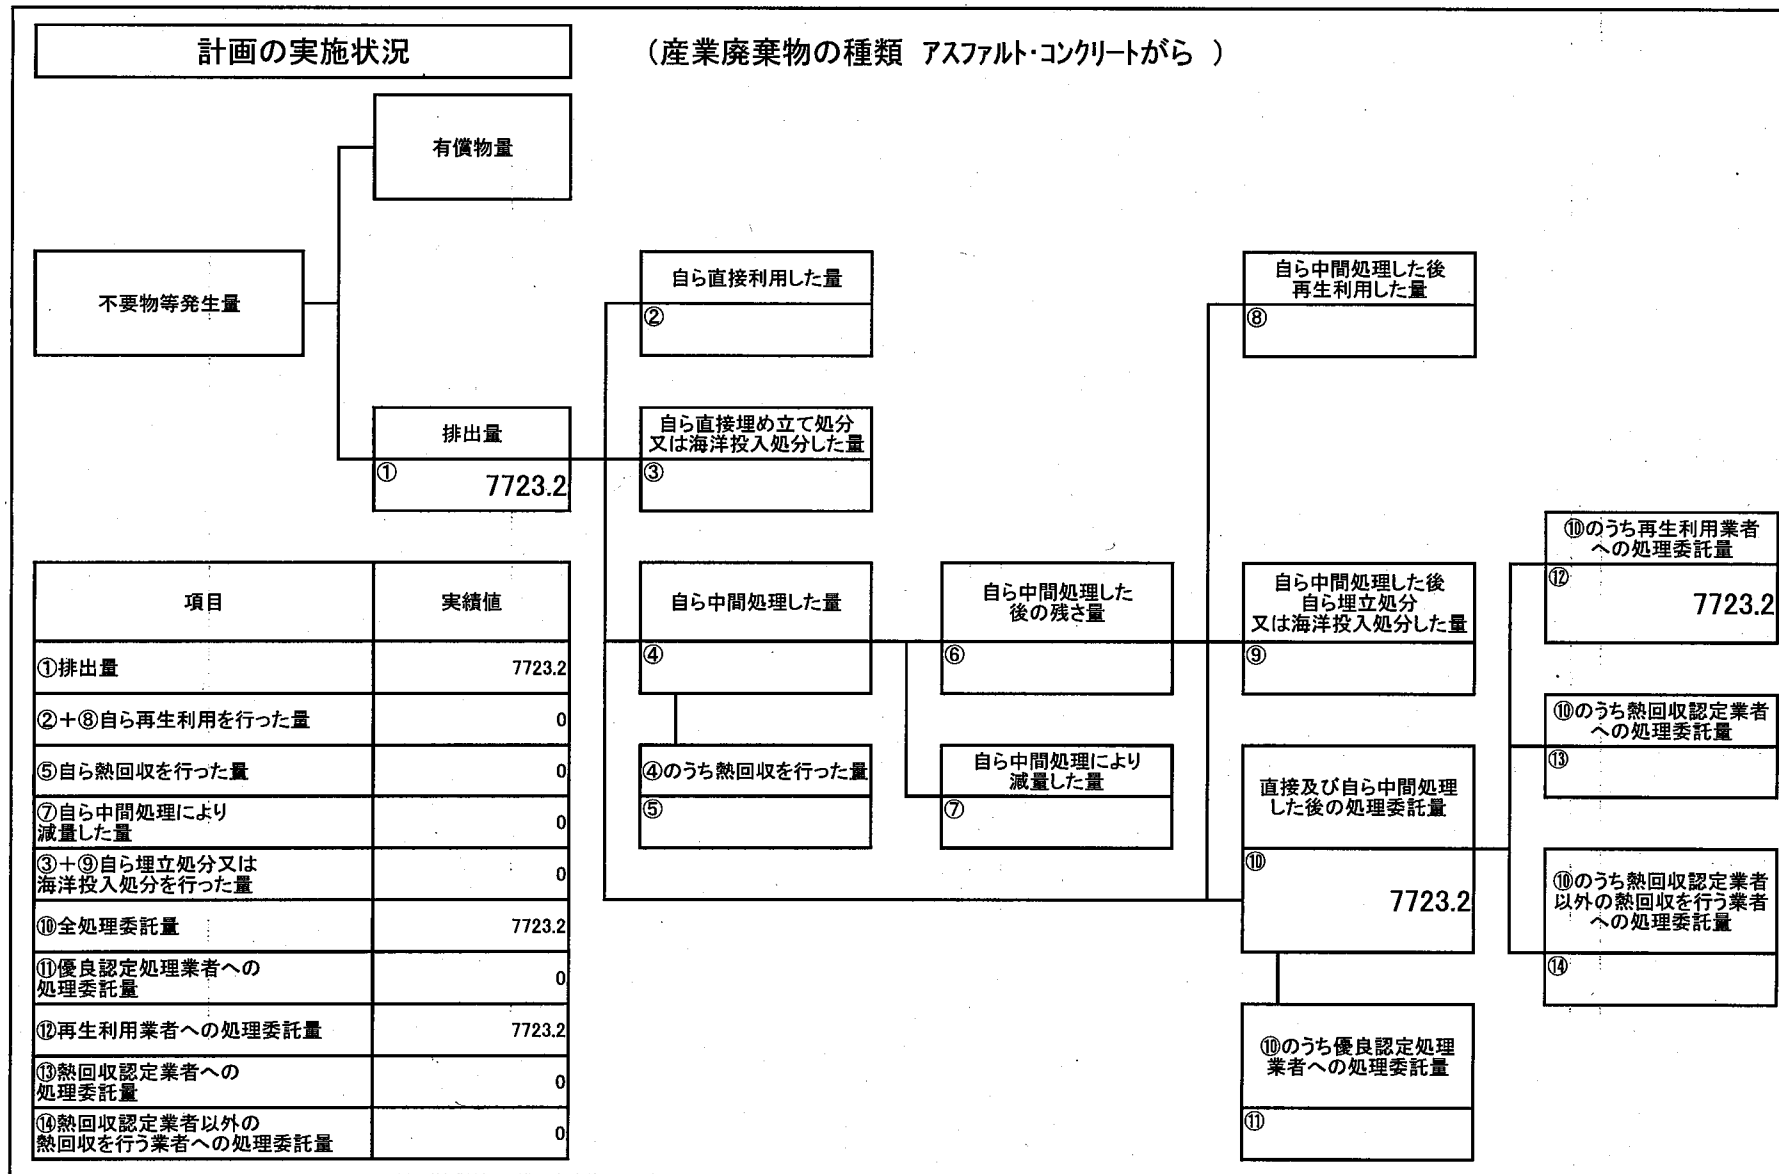 計画の実施状況
（産業廃棄物の種類 アスファルト・コンクリートがら ）
有償物量
不要物等発生量
排出量
①
7723.2
自ら直接利用した量
②
自ら直接埋め立て処分
又は海洋投入処分した量
③
自ら中間処理した量
④
④のうち熱回収を行った量
⑤
自ら中間処理した
後の残さ量
⑥
自ら中間処理により
減量した量
⑦
自ら中間処理した後
再生利用した量
⑧
自ら中間処理した後
自ら埋立処分
又は海洋投入処分した量
⑨
直接及び自ら中間処理
した後の処理委託量
⑩
7723.2
⑩のうち優良認定処理
業者への処理委託量
⑪
⑩のうち再生利用業者
への処理委託量
⑫
7723.2
⑩のうち熱回収認定業者
への処理委託量
⑬
⑩のうち熱回収認定業者
以外の熱回収を行う業者
への処理委託量
⑭
項目 実績値
①排出量 7723.2
②＋⑧自ら再生利用を行った量 0
⑤自ら熱回収を行った量 0
⑦自ら中間処理により
減量した量 0
③＋⑨自ら埋立処分又は
海洋投入処分を行った量 0
⑩全処理委託量 7723.2
⑪優良認定処理業者への
処理委託量 0
⑫再生利用業者への処理委託量 7723.2
⑬熱回収認定業者への
処理委託量 0
⑭熱回収認定業者以外の
熱回収を行う業者への処理委託量 0